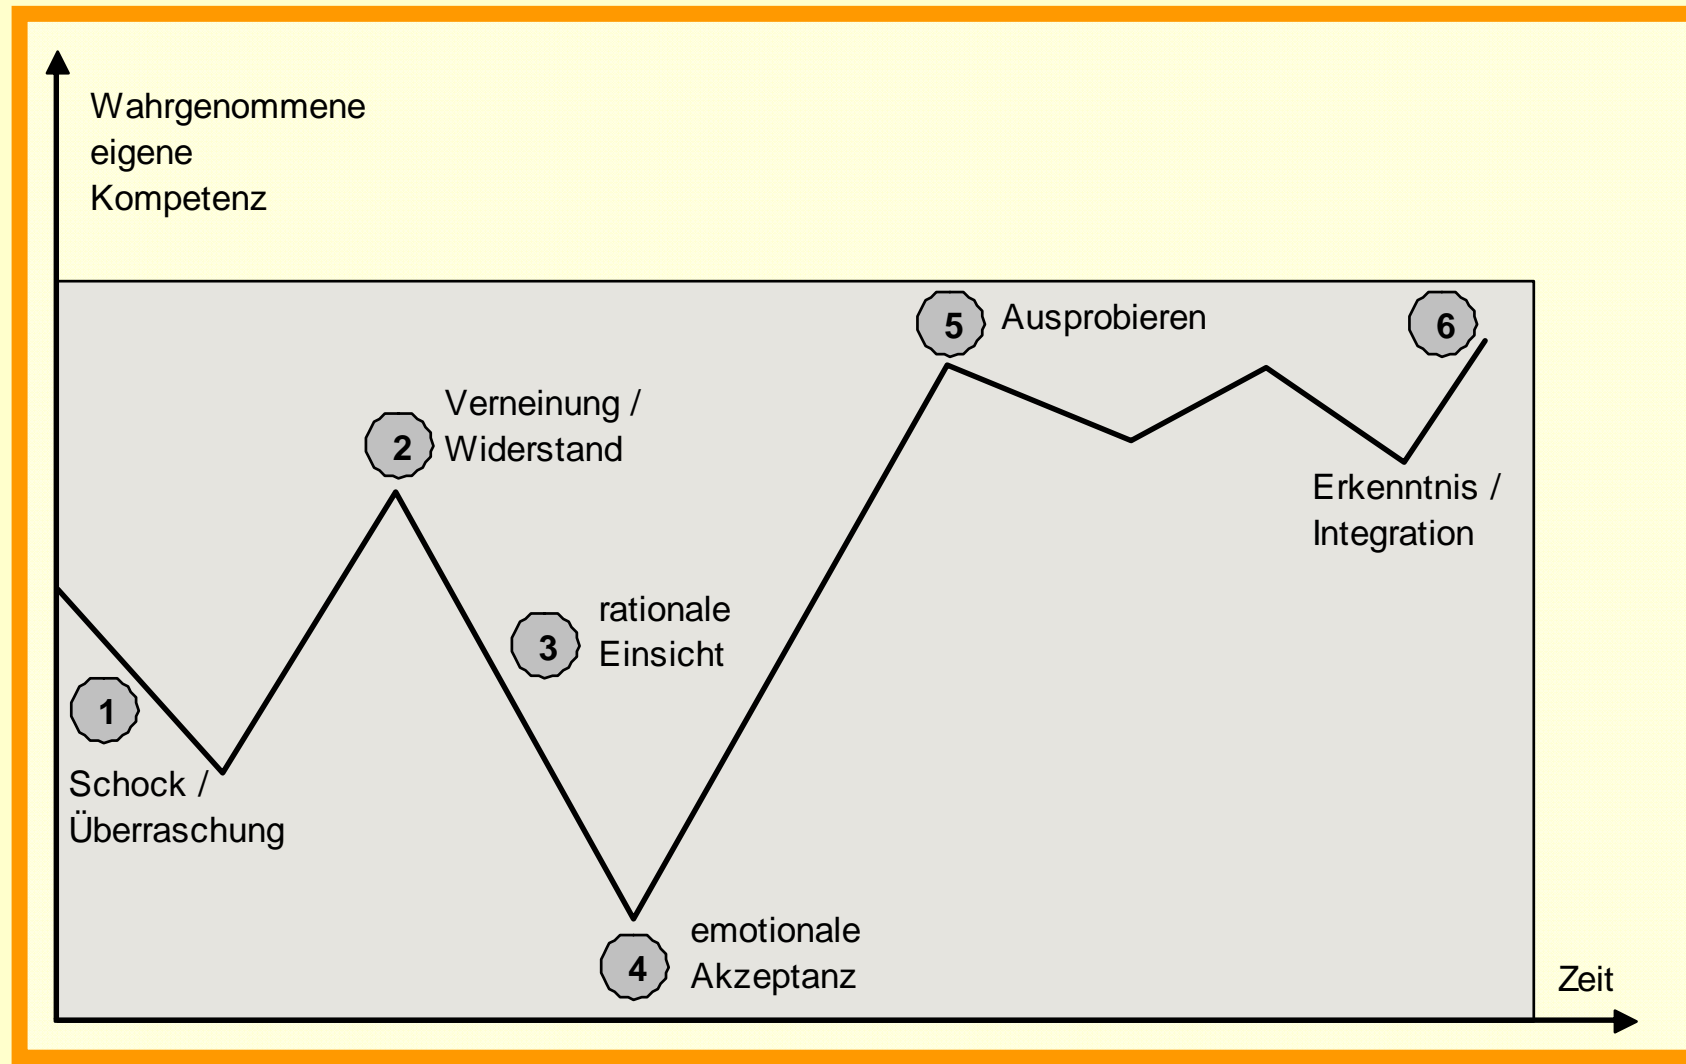 Wahrgenommene
eigene
Kompetenz
5 Ausprobieren
6
Verneinung /
2 Widerstand
Erkenntnis /
Integration
rationale
3 Einsicht
1
Schock /
Überraschung
emotionale
4 Akzeptanz
Zeit